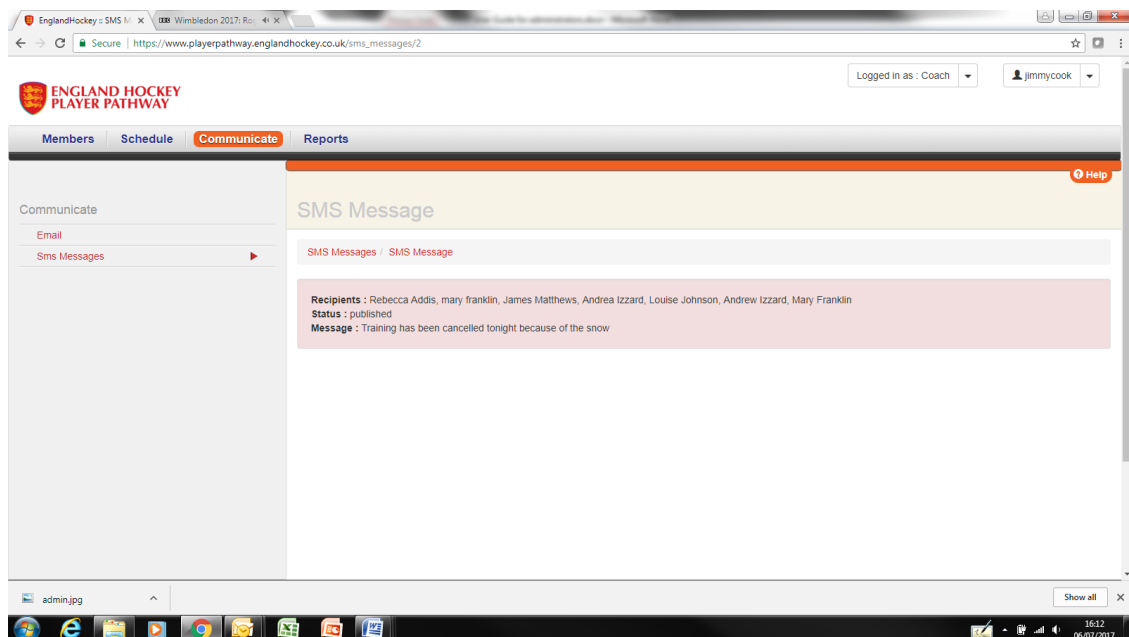 EnglandHockey :: SMS M
Wimbledon 2017: Ro
Secure | https://www.playerpathway.englandhockey.co.uk/sms_messages/2
Logged in as : Coach
jimmycook
ENGLAND HOCKEY
PLAYER PATHWAY
Members Schedule Communicate Reports
Help
Communicate
SMS Message
Email
Sms Messages
SMS Messages / SMS Message
Recipients : Rebecca Addis, mary franklin, James Matthews, Andrea Izzard, Louise Johnson, Andrew Izzard, Mary Franklin
Status : published
Message : Training has been cancelled tonight because of the snow
admin.jpg
Show all
16:12
06/07/2017